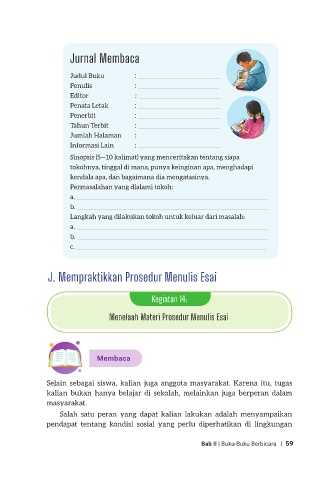 Jurnal Membaca
Judul Buku :
Penulis :
Editor :
Penata Letak :
Penerbit :
Tahun Terbit :
Jumlah Halaman :
Informasi Lain :
Sinopsis (5—10 kalimat) yang menceritakan tentang siapa
tokohnya, tinggal di mana, punya keinginan apa, menghadapi
kendala apa, dan bagaimana dia mengatasinya.
Permasalahan yang dialami tokoh:
a.
b.
Langkah yang dilakukan tokoh untuk keluar dari masalah:
a.
b.
c.
J. Mempraktikkan Prosedur Menulis Esai
Kegiatan 14:
Menelaah Materi Prosedur Menulis Esai
Membaca
Selain sebagai siswa, kalian juga anggota masyarakat. Karena itu, tugas
kalian bukan hanya belajar di sekolah, melainkan juga berperan dalam
masyarakat.
Salah satu peran yang dapat kalian lakukan adalah menyampaikan
pendapat tentang kondisi sosial yang perlu diperhatikan di lingkungan
Bab II | Buku-Buku Berbicara | 59